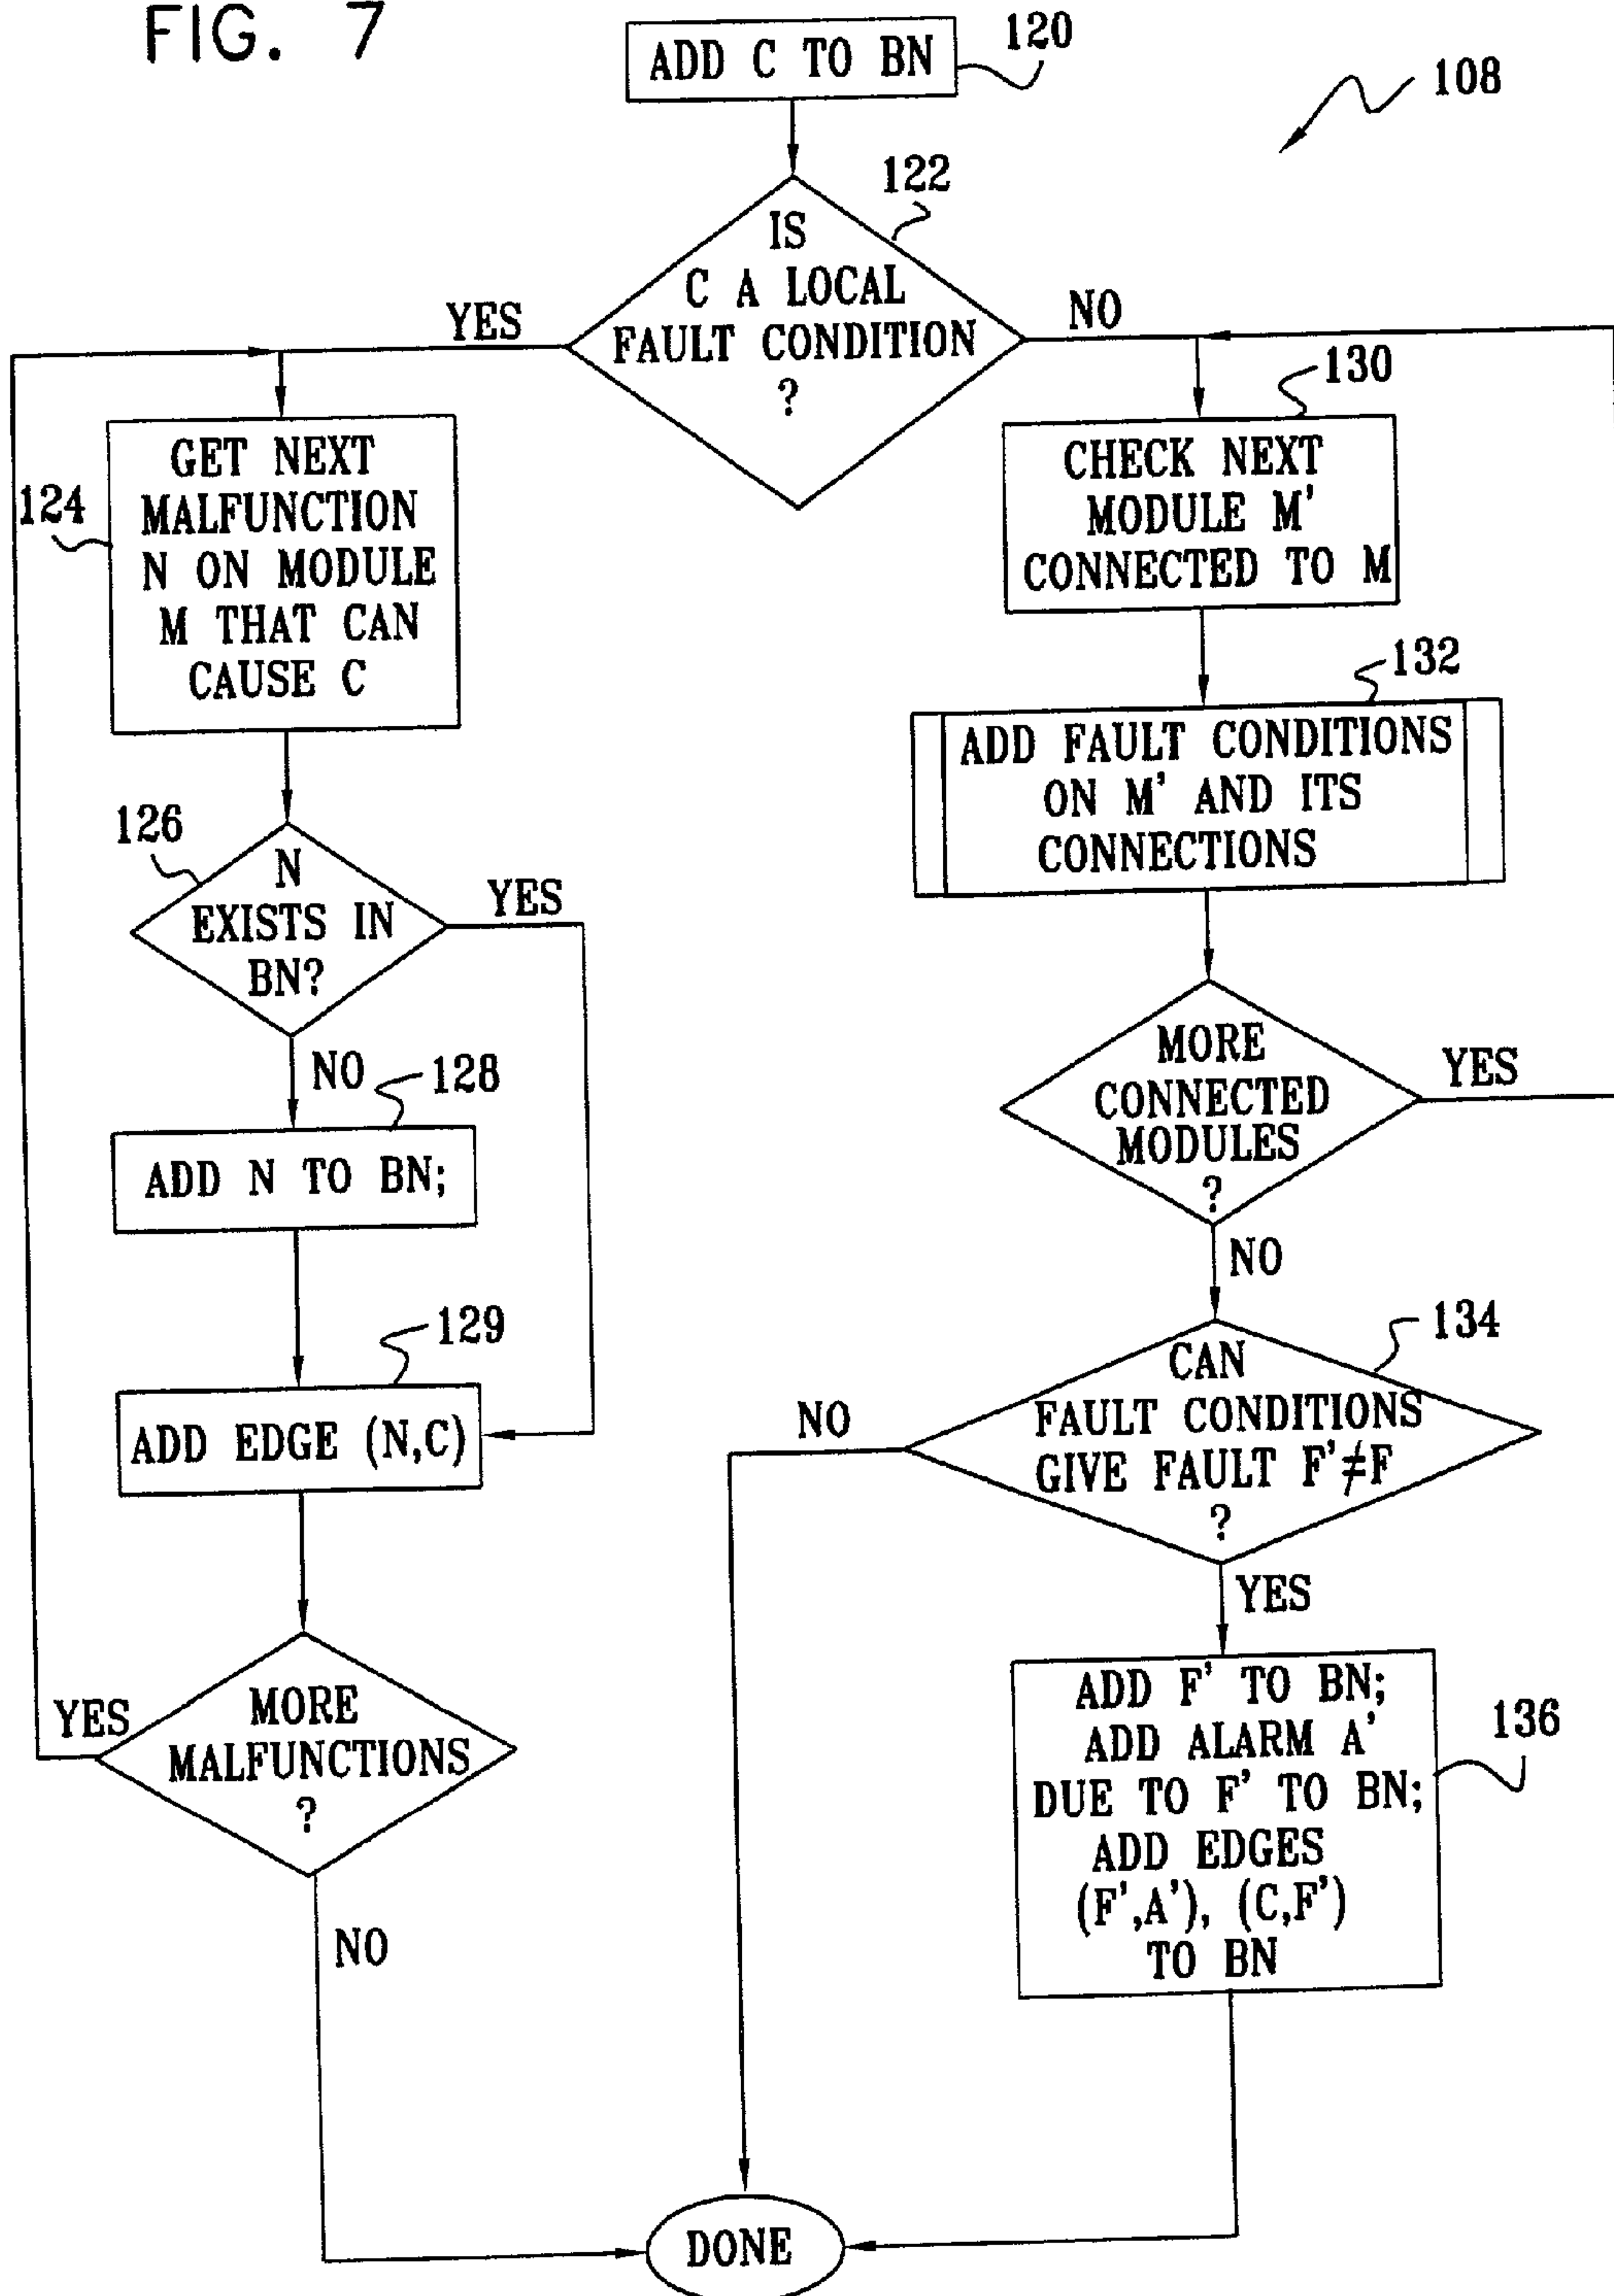 FIG. 7
ADD C TO BN
120
108
122
IS
C A LOCAL
FAULT CONDITION
?
YES
NO
124
GET NEXT
MALFUNCTION
N ON MODULE
M THAT CAN
CAUSE C
130
CHECK NEXT
MODULE M'
CONNECTED TO M
132
ADD FAULT CONDITIONS
ON M' AND ITS
CONNECTIONS
126
N
EXISTS IN
BN?
YES
NO
128
ADD N TO BN;
129
ADD EDGE (N,C)
MORE
MALFUNCTIONS
?
YES
NO
MORE
CONNECTED
MODULES
?
YES
NO
134
CAN
FAULT CONDITIONS
GIVE FAULT F'≠F
?
NO
YES
136
ADD F' TO BN;
ADD ALARM A'
DUE TO F' TO BN;
ADD EDGES
(F',A'), (C,F')
TO BN
DONE